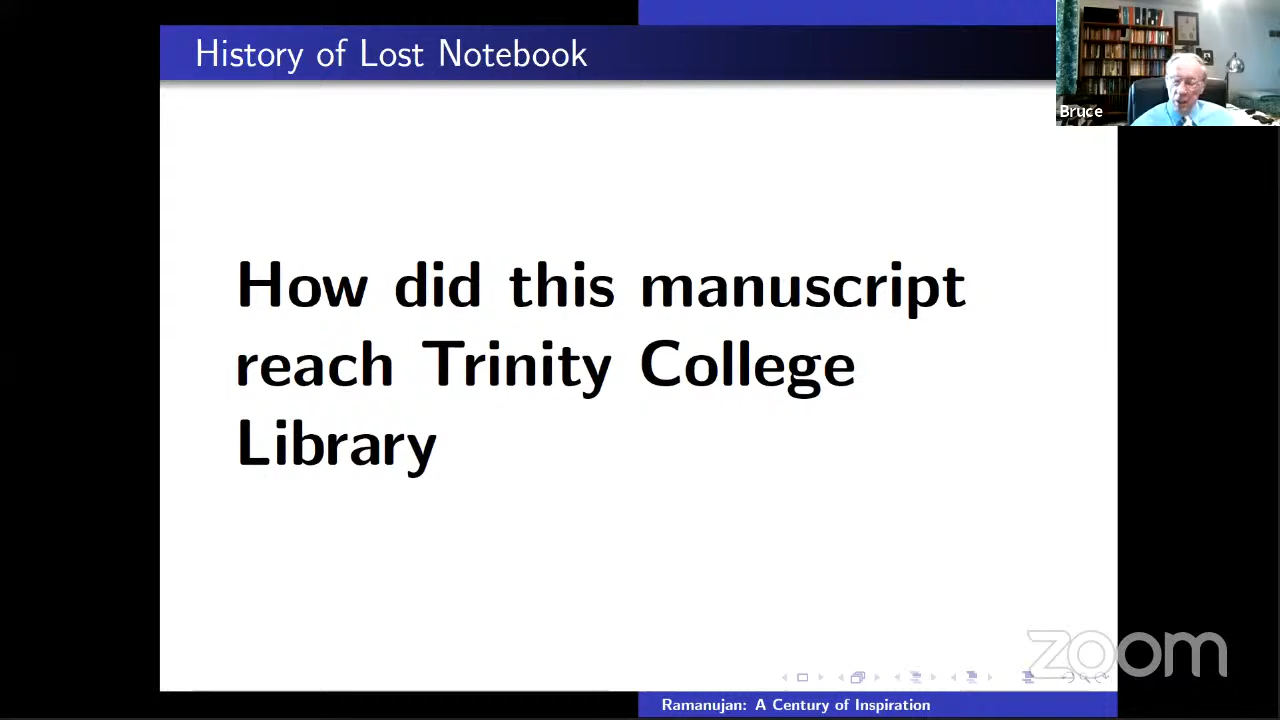 History of Lost Notebook
Bruce
How did this manuscript
reach Trinity College
Library
zoom
Ramanujan: A Century of Inspiration